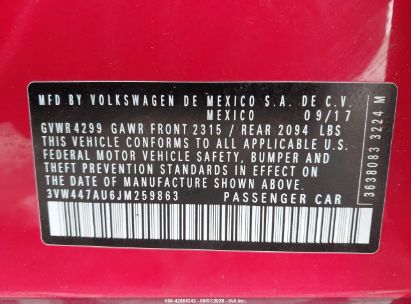 MFD BY VOLKSWAGEN DE MEXICO S.A. DE C.V.
MEXICO 09/17
GVWR 4299 GAWR FRONT 2315 / REAR 2094 LBS
THIS VEHICLE CONFORMS TO ALL APPLICABLE U.S.
FEDERAL MOTOR VEHICLE SAFETY, BUMPER AND
THEFT PREVENTION STANDARDS IN EFFECT ON
THE DATE OF MANUFACTURE SHOWN ABOVE.
3VW447AU6JM259863 PASSENGER CAR
3638083 3224 M